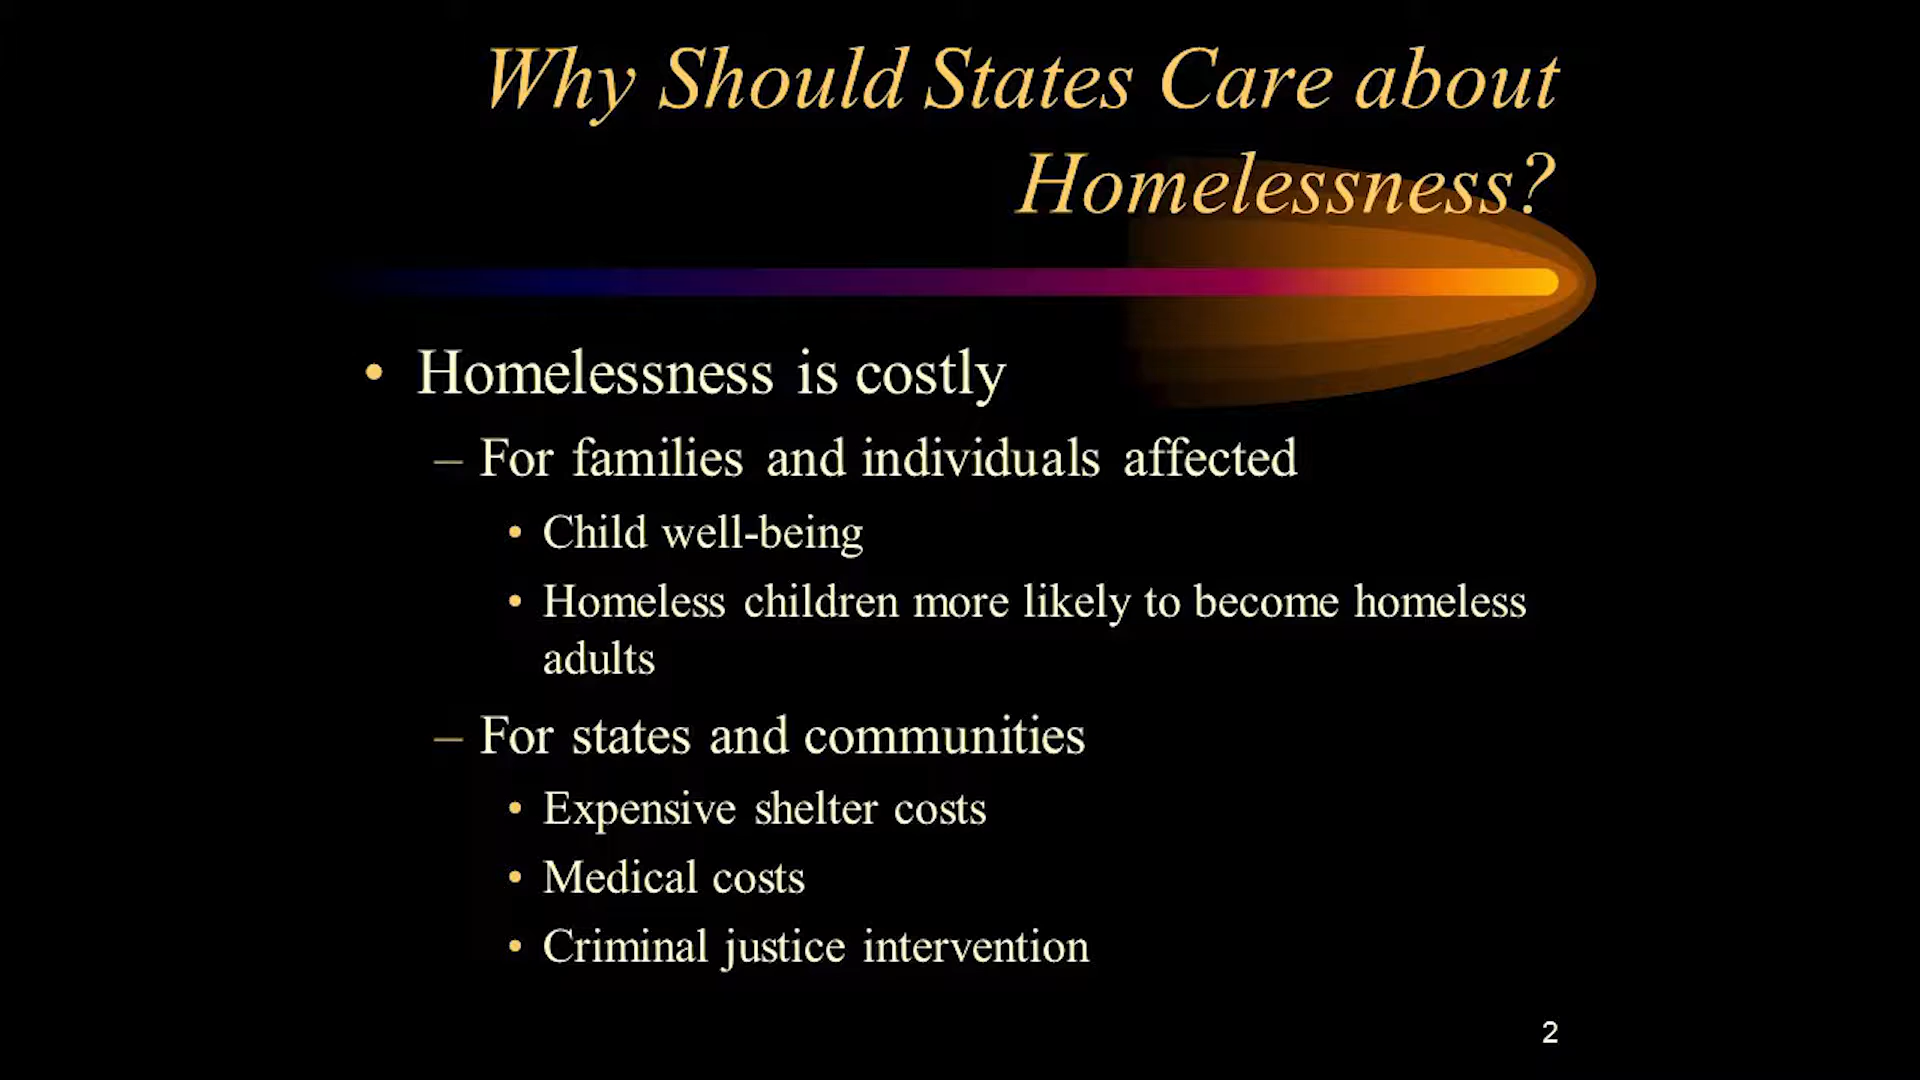 Why Should States Care about
Homelessness?
• Homelessness is costly
– For families and individuals affected
• Child well-being
• Homeless children more likely to become homeless
adults
– For states and communities
• Expensive shelter costs
• Medical costs
• Criminal justice intervention
2